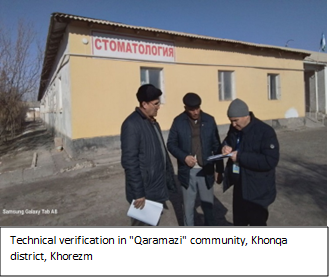 СТОМАТОЛОГИЯ
Samsung Galaxy Tab A8
Technical verification in "Qaramazi" community, Khonqa
district, Khorezm